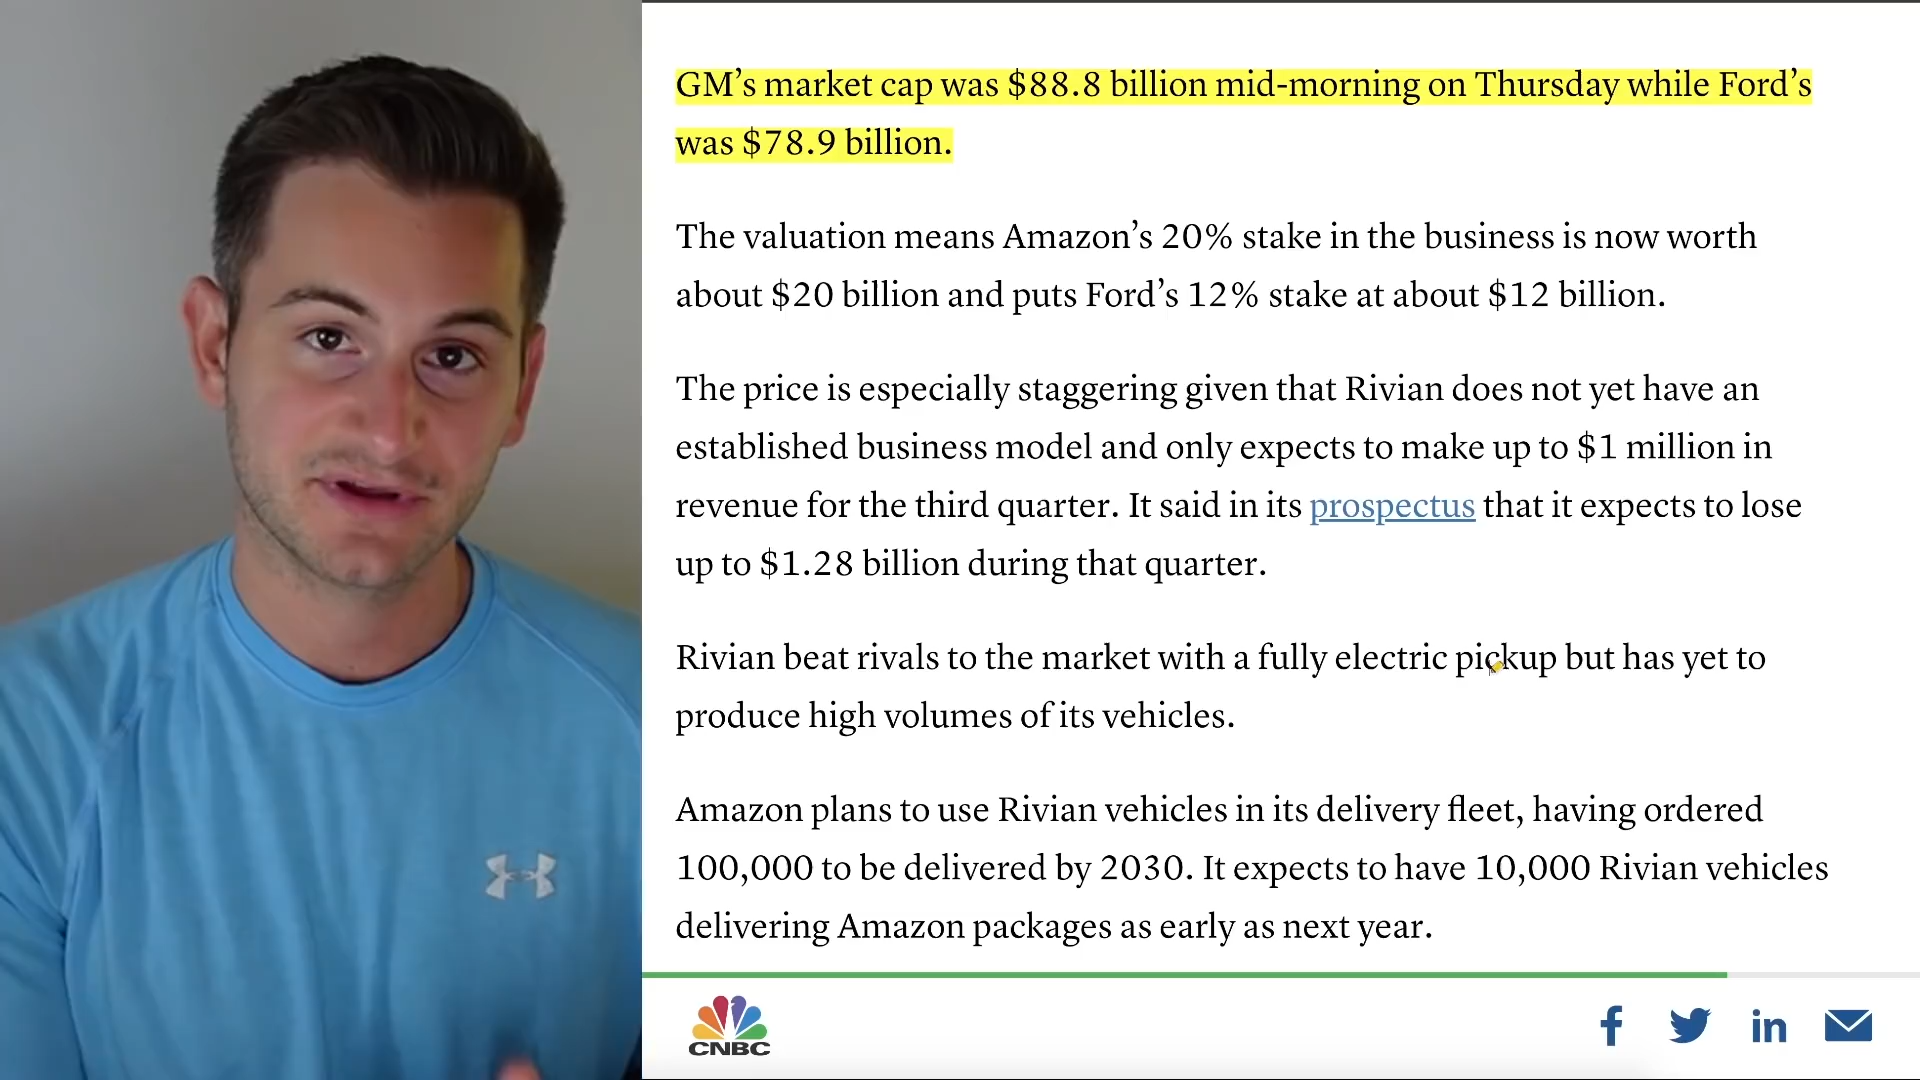 GM’s market cap was $88.8 billion mid-morning on Thursday while Ford’s
was $78.9 billion.
The valuation means Amazon’s 20% stake in the business is now worth
about $20 billion and puts Ford’s 12% stake at about $12 billion.
The price is especially staggering given that Rivian does not yet have an
established business model and only expects to make up to $1 million in
revenue for the third quarter. It said in its prospectus that it expects to lose
up to $1.28 billion during that quarter.
Rivian beat rivals to the market with a fully electric pickup but has yet to
produce high volumes of its vehicles.
Amazon plans to use Rivian vehicles in its delivery fleet, having ordered
100,000 to be delivered by 2030. It expects to have 10,000 Rivian vehicles
delivering Amazon packages as early as next year.
CNBC